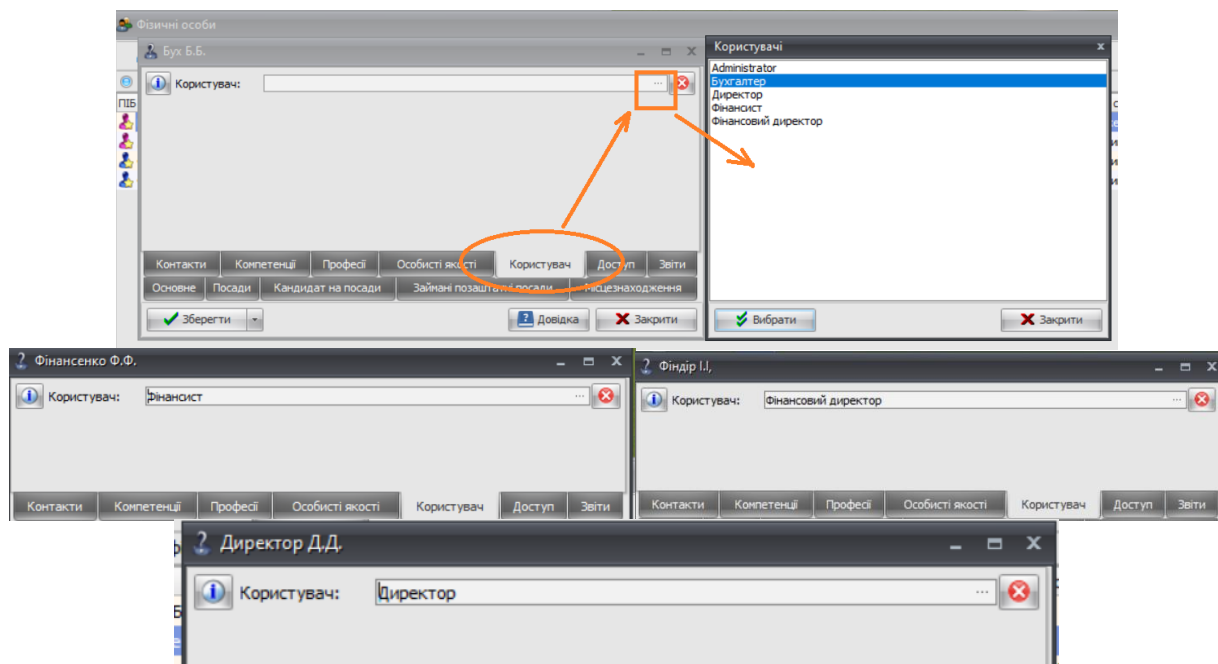 Фізичні особи
Бух Б.Б.
Користувач:
ПІБ
Контакти Компетенції Професії Особисті якості Користувач Доступ Звіти
Основне Посади Кандидат на посади Займані позаштатні посади Місцезнаходження
Зберегти Довідка Закрити
Користувачі
Administrator
Бухгалтер
Директор
Фінансист
Фінансовий директор
Вибрати Закрити
Фінансенко Ф.Ф.
Користувач: Фінансист
Контакти Компетенції Професії Особисті якості Користувач Доступ Звіти
Фіндір І.І,
Користувач: Фінансовий директор
Контакти Компетенції Професії Особисті якості Користувач Доступ Звіти
Директор Д.Д.
Користувач: Директор